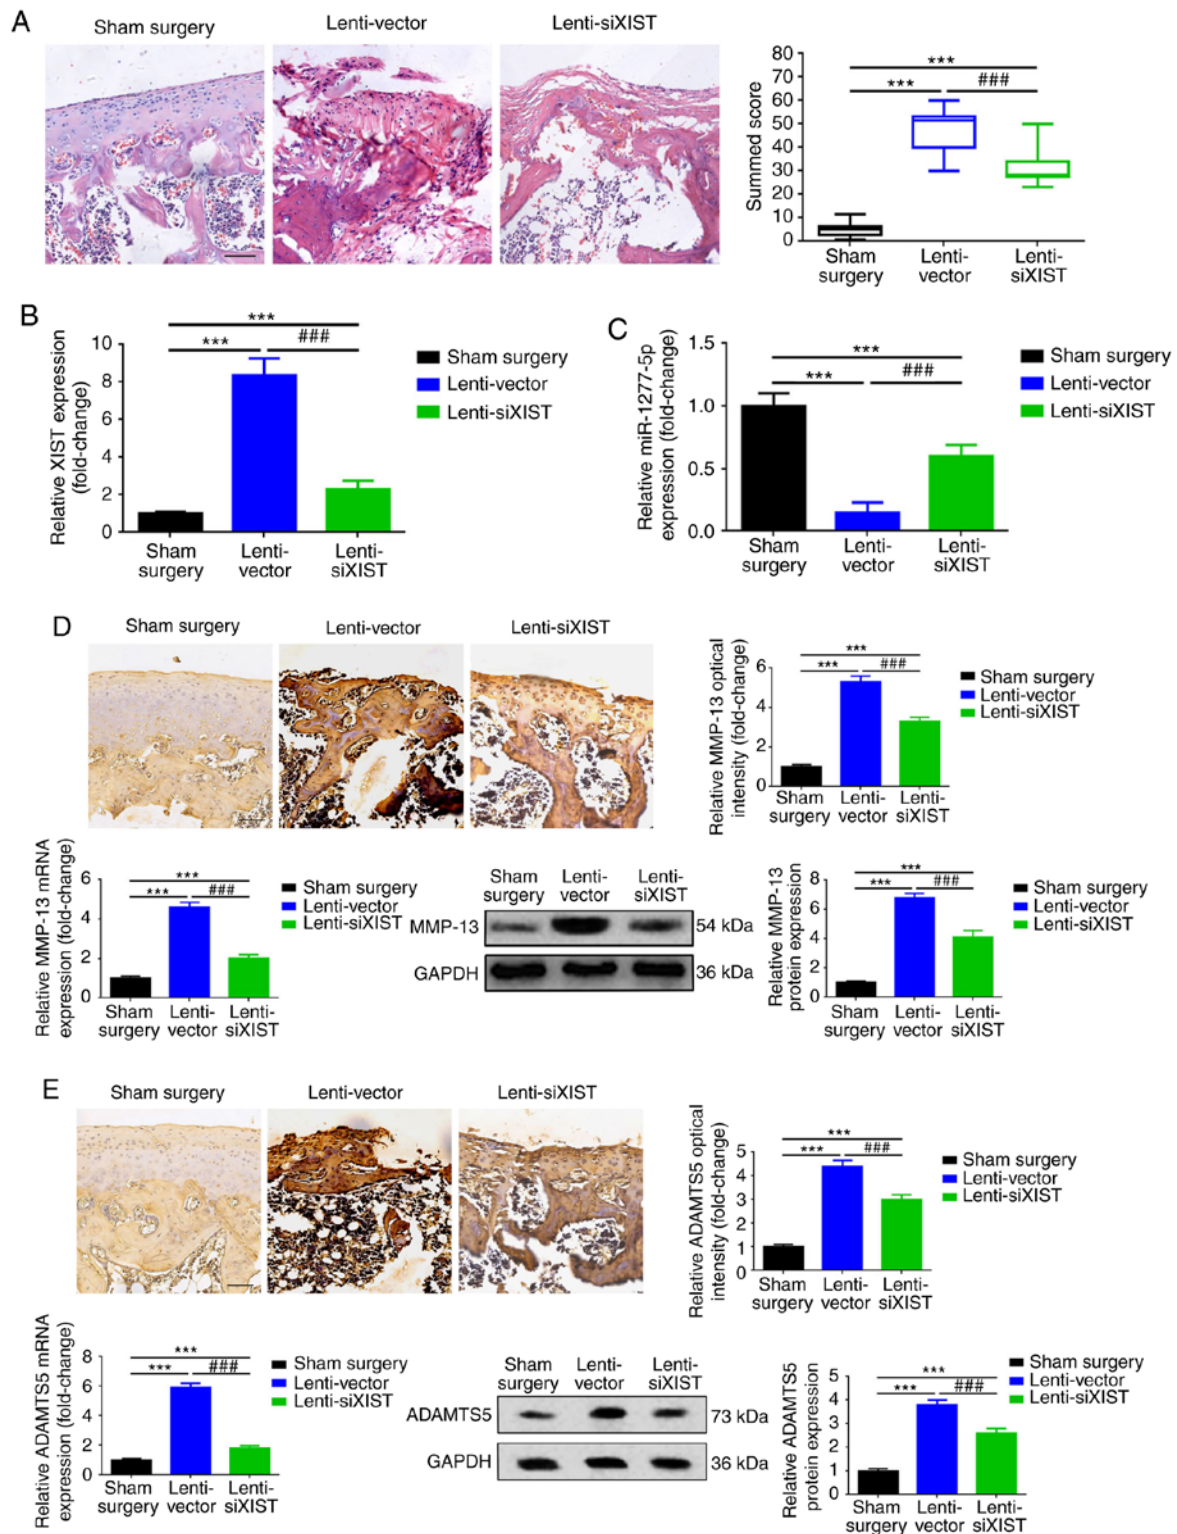 A
Sham surgery
Lenti-vector
Lenti-siXIST
Summed score
80
70
60
50
40
30
20
10
0
***
***
###
Sham surgery
Lenti-vector
Lenti-siXIST
B
Relative XIST expression (fold-change)
10
8
6
4
2
0
***
***
###
Sham surgery
Lenti-vector
Lenti-siXIST
Sham surgery
Lenti-vector
Lenti-siXIST
C
Relative miR-1277-5p expression (fold-change)
1.5
1.0
0.5
0.0
***
***
###
Sham surgery
Lenti-vector
Lenti-siXIST
Sham surgery
Lenti-vector
Lenti-siXIST
D
Sham surgery
Lenti-vector
Lenti-siXIST
Relative MMP-13 optical intensity (fold-change)
6
4
2
0
***
***
###
Sham surgery
Lenti-vector
Lenti-siXIST
Sham surgery
Lenti-vector
Lenti-siXIST
Relative MMP-13 mRNA expression (fold-change)
6
4
2
0
***
***
###
Sham surgery
Lenti-vector
Lenti-siXIST
Sham surgery
Lenti-vector
Lenti-siXIST
Sham surgery
Lenti-vector
Lenti-siXIST
MMP-13
54 kDa
GAPDH
36 kDa
Relative MMP-13 protein expression
8
6
4
2
0
***
***
###
Sham surgery
Lenti-vector
Lenti-siXIST
Sham surgery
Lenti-vector
Lenti-siXIST
E
Sham surgery
Lenti-vector
Lenti-siXIST
Relative ADAMTS5 optical intensity (fold-change)
5
4
3
2
1
0
***
***
###
Sham surgery
Lenti-vector
Lenti-siXIST
Sham surgery
Lenti-vector
Lenti-siXIST
Relative ADAMTS5 mRNA expression (fold-change)
8
6
4
2
0
***
***
###
Sham surgery
Lenti-vector
Lenti-siXIST
Sham surgery
Lenti-vector
Lenti-siXIST
Sham surgery
Lenti-vector
Lenti-siXIST
ADAMTS5
73 kDa
GAPDH
36 kDa
Relative ADAMTS5 protein expression
5
4
3
2
1
0
***
***
###
Sham surgery
Lenti-vector
Lenti-siXIST
Sham surgery
Lenti-vector
Lenti-siXIST